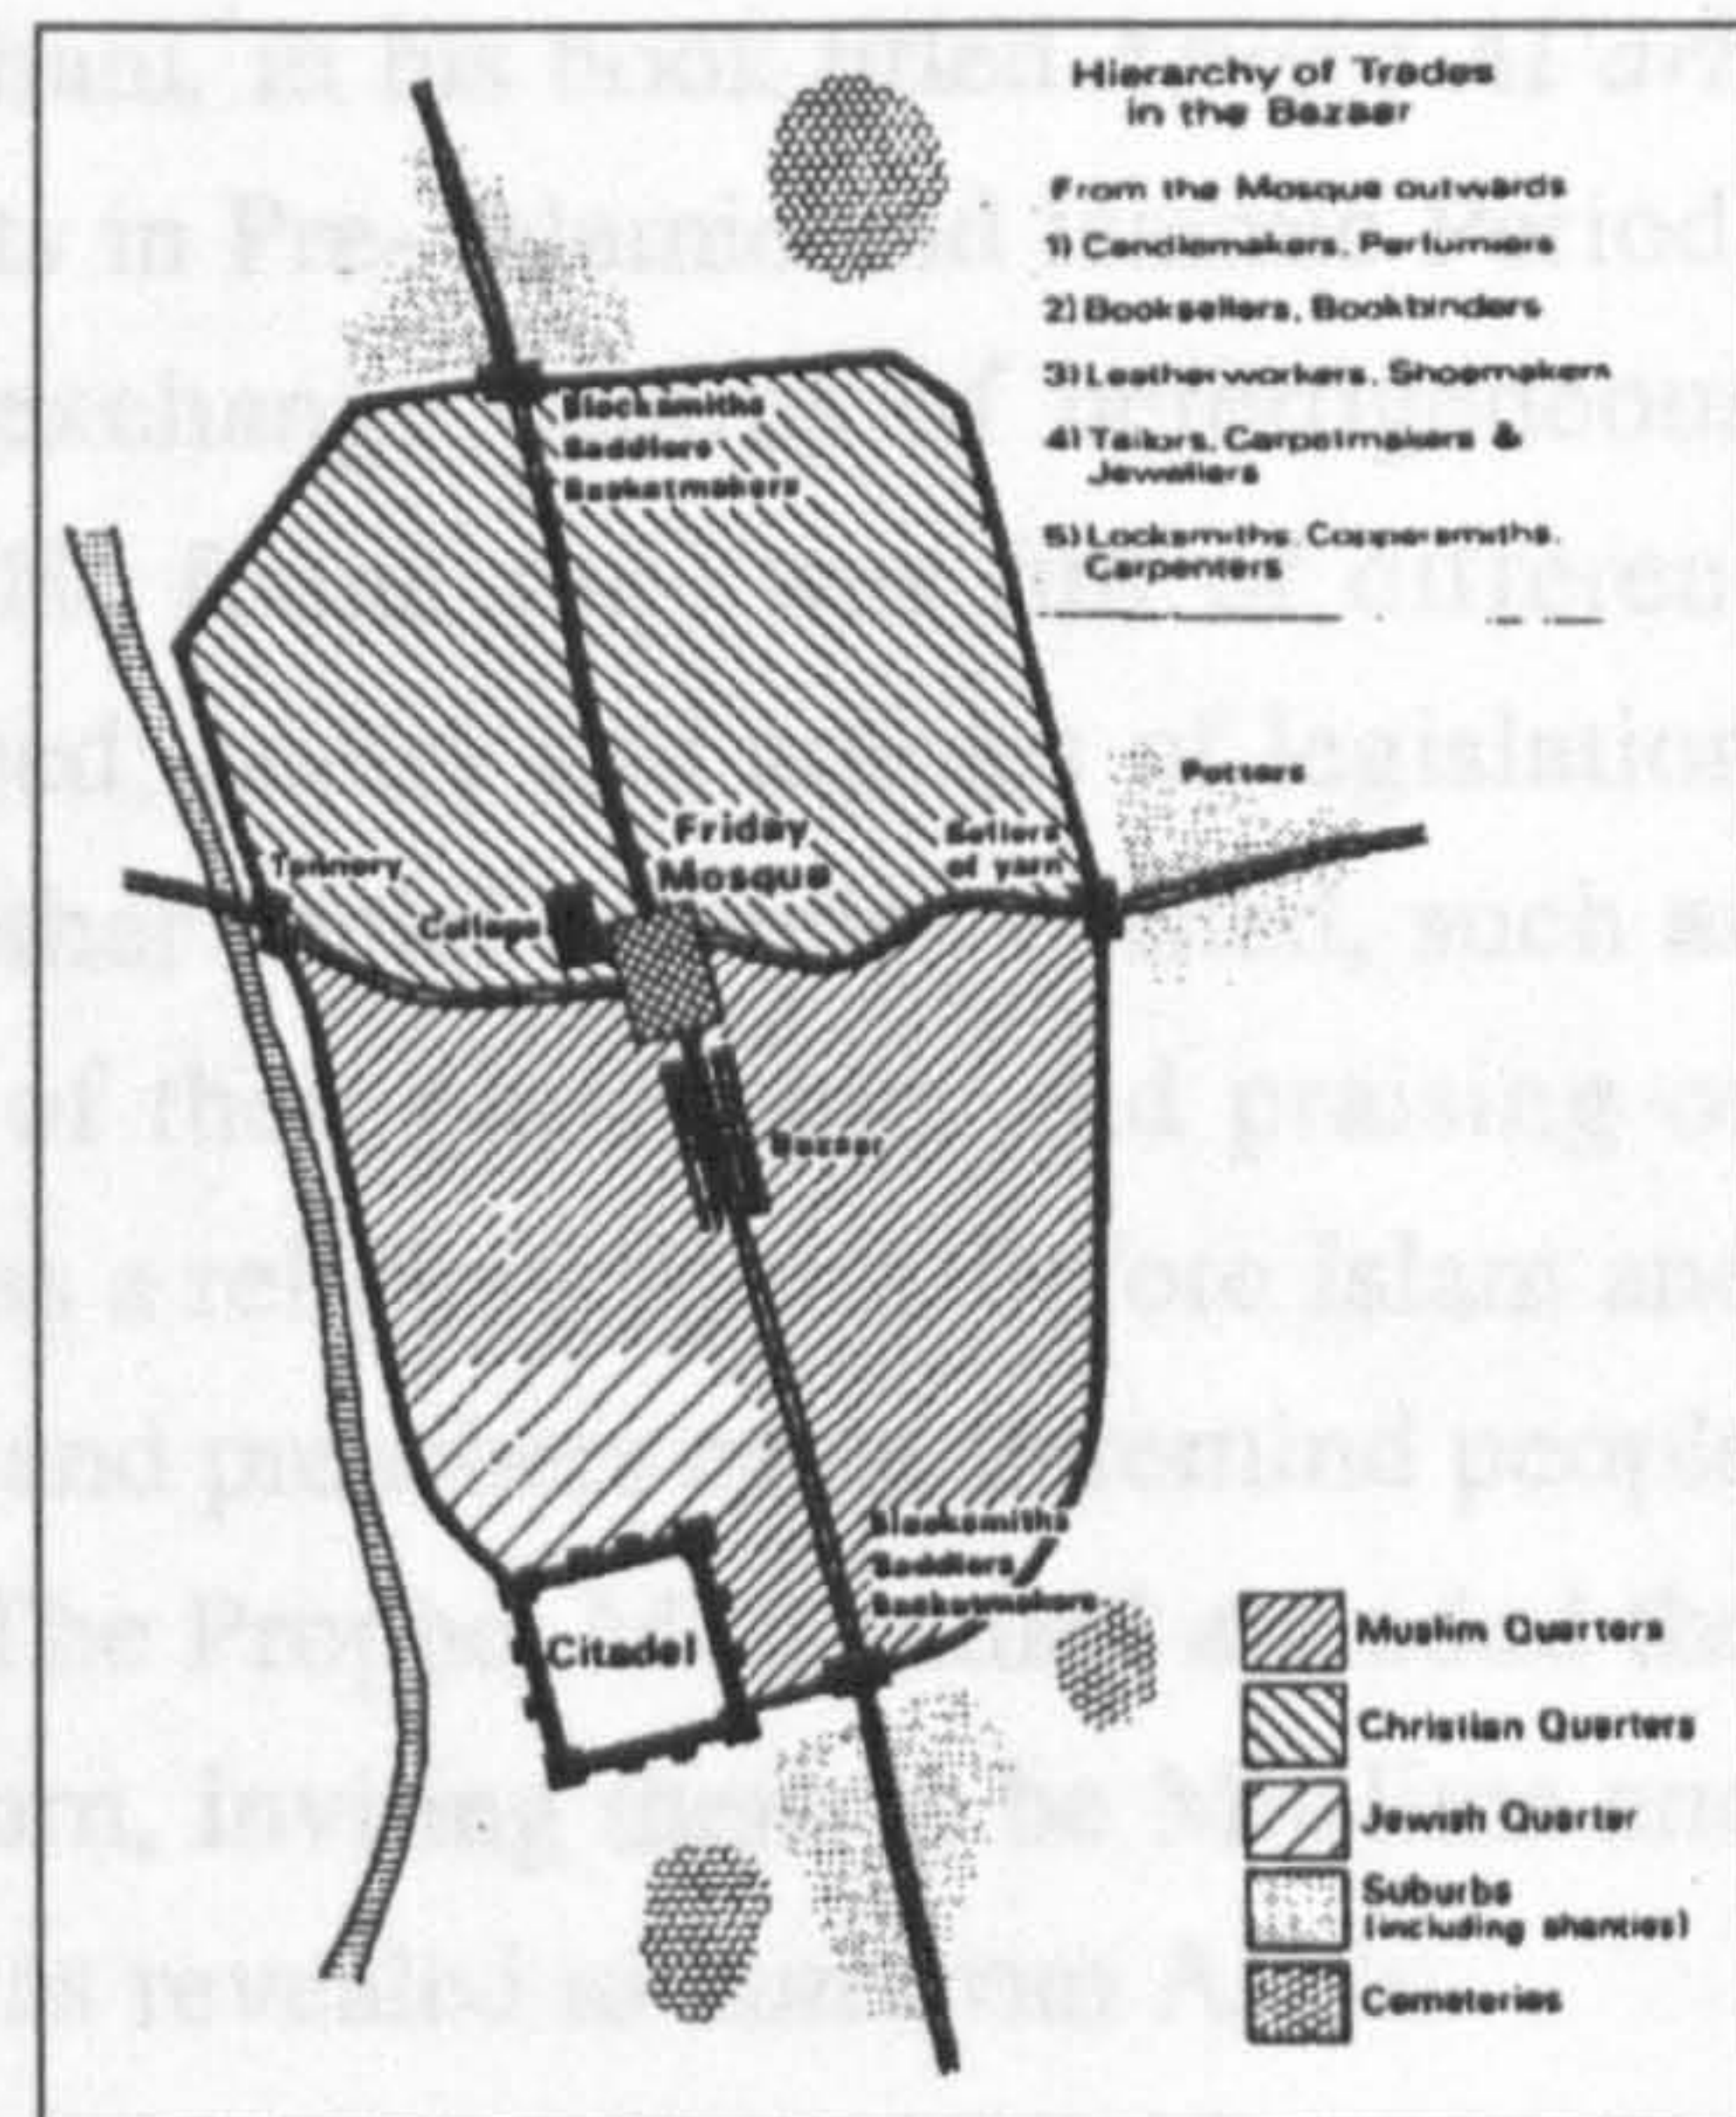 Hierarchy of Trades
in the Bazaar
From the Mosque outwards
1) Candlemakers, Perfumiers
2) Booksellers, Bookbinders
3) Leatherworkers, Shoemakers
4) Tailors, Carpetmakers &
Jewellers
5) Locksmiths, Coppersmiths,
Carpenters
Blacksmiths
Saddlers
Basketmakers
Potters
Friday
Mosque
Sellers
of yarn
Tannery
College
Bazaar
Blacksmiths
Saddlers
Basketmakers
Citadel
Muslim Quarters
Christian Quarters
Jewish Quarter
Suburbs
(including shanties)
Cemeteries